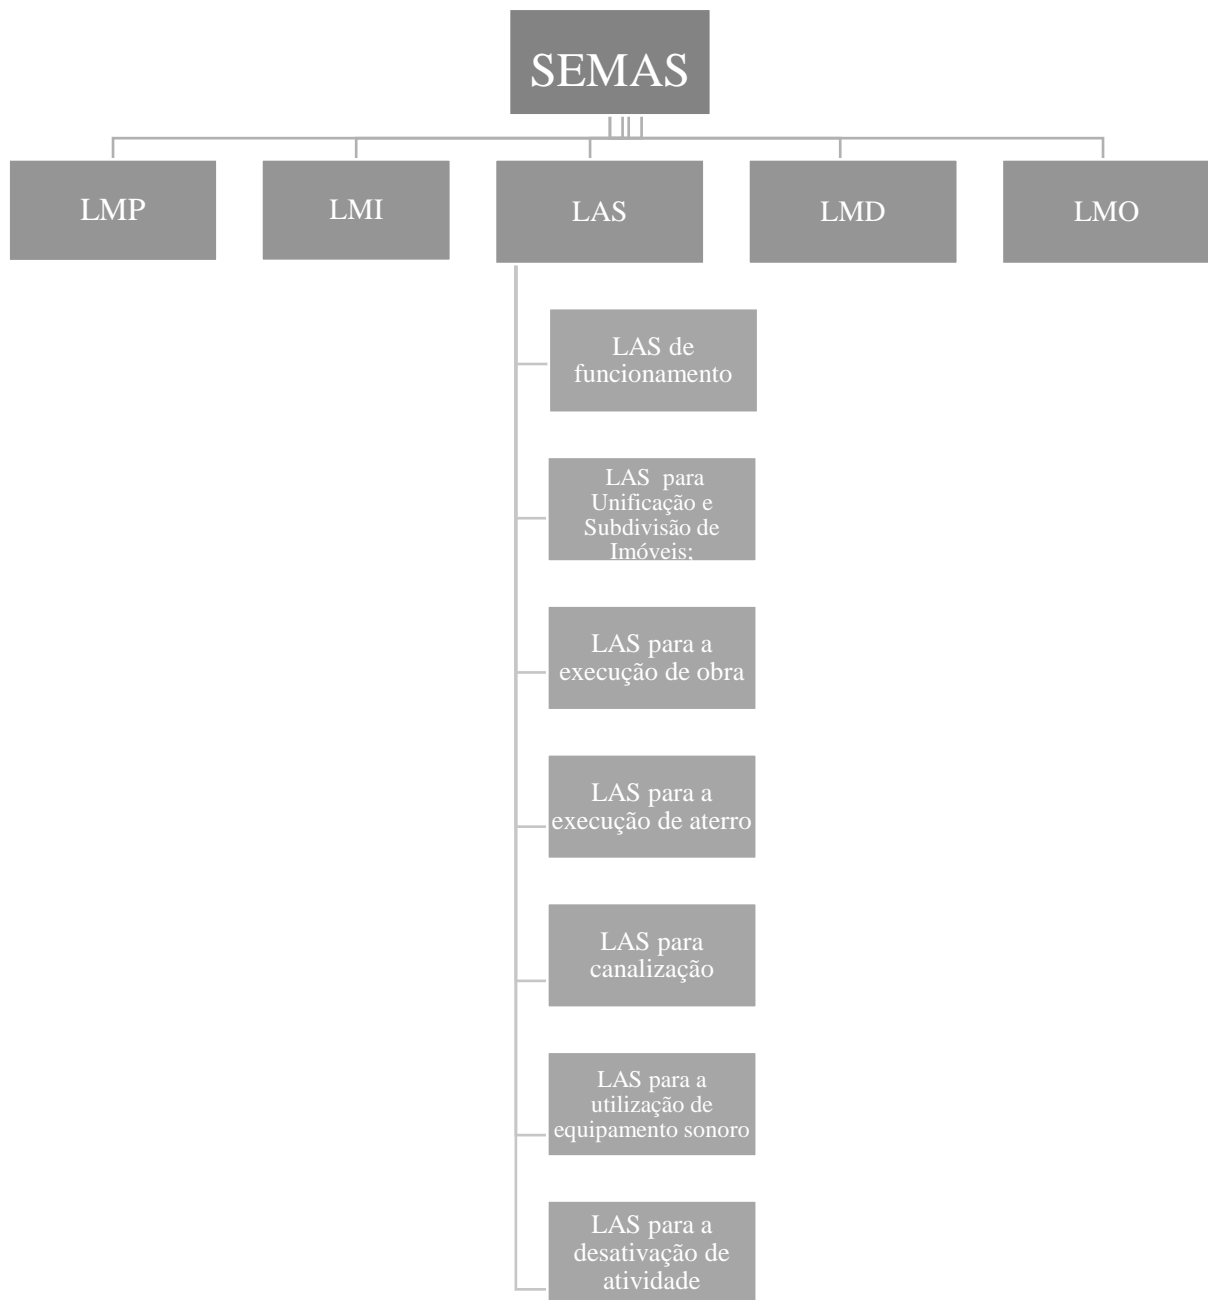 SEMAS
LMP
LMI
LAS
LMD
LMO
LAS de
funcionamento
LAS para
Unificação e
Subdivisão de
Imóveis;
LAS para a
execução de obra
LAS para a
execução de aterro
LAS para
canalização
LAS para a
utilização de
equipamento sonoro
LAS para a
desativação de
atividade